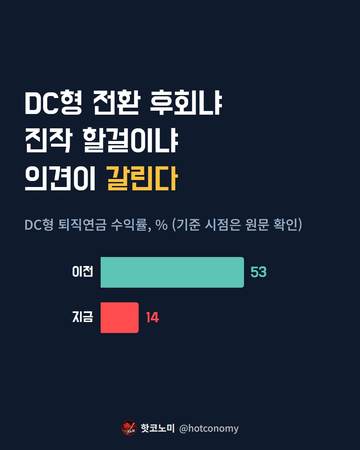 DC형 전환 후회냐
진작 할걸이냐
의견이 갈린다
DC형 퇴직연금 수익률, % (기준 시점은 원문 확인)
이전 53
지금 14
핫코노미 @hotconomy